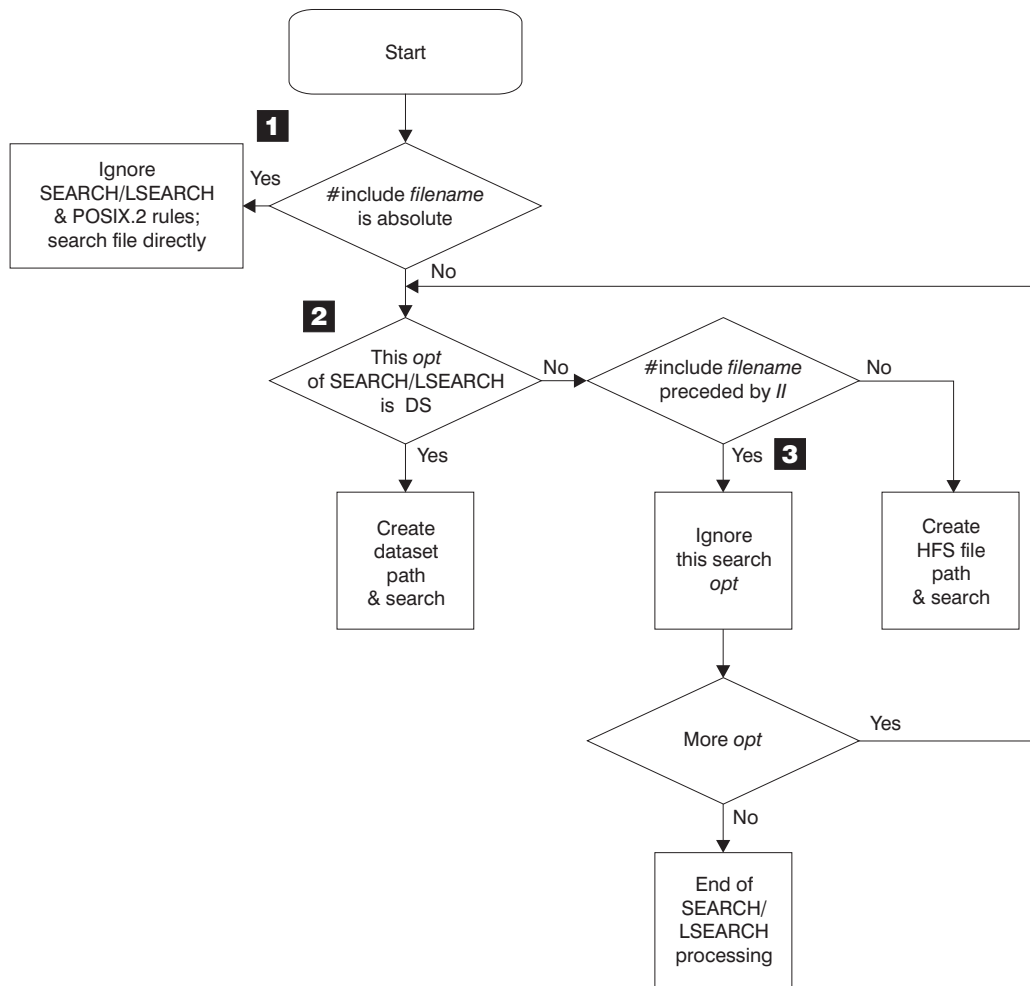 Start
1
Ignore
SEARCH/LSEARCH
& POSIX.2 rules;
search file directly
Yes
#include filename
is absolute
No
2
This opt
of SEARCH/LSEARCH
is DS
No
#include filename
preceded by //
No
Yes
Yes
3
Create
dataset
path
& search
Ignore
this search
opt
Create
HFS file
path
& search
More opt
Yes
No
End of
SEARCH/
LSEARCH
processing